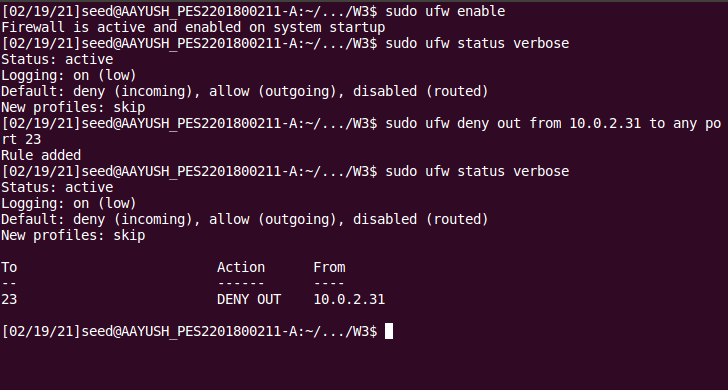 [02/19/21]seed@AAYUSH_PES2201800211-A:~/.../W3$ sudo ufw enable
Firewall is active and enabled on system startup
[02/19/21]seed@AAYUSH_PES2201800211-A:~/.../W3$ sudo ufw status verbose
Status: active
Logging: on (low)
Default: deny (incoming), allow (outgoing), disabled (routed)
New profiles: skip
[02/19/21]seed@AAYUSH_PES2201800211-A:~/.../W3$ sudo ufw deny out from 10.0.2.31 to any po
rt 23
Rule added
[02/19/21]seed@AAYUSH_PES2201800211-A:~/.../W3$ sudo ufw status verbose
Status: active
Logging: on (low)
Default: deny (incoming), allow (outgoing), disabled (routed)
New profiles: skip

To                         Action      From
--                         ------      ----
23                         DENY OUT    10.0.2.31

[02/19/21]seed@AAYUSH_PES2201800211-A:~/.../W3$